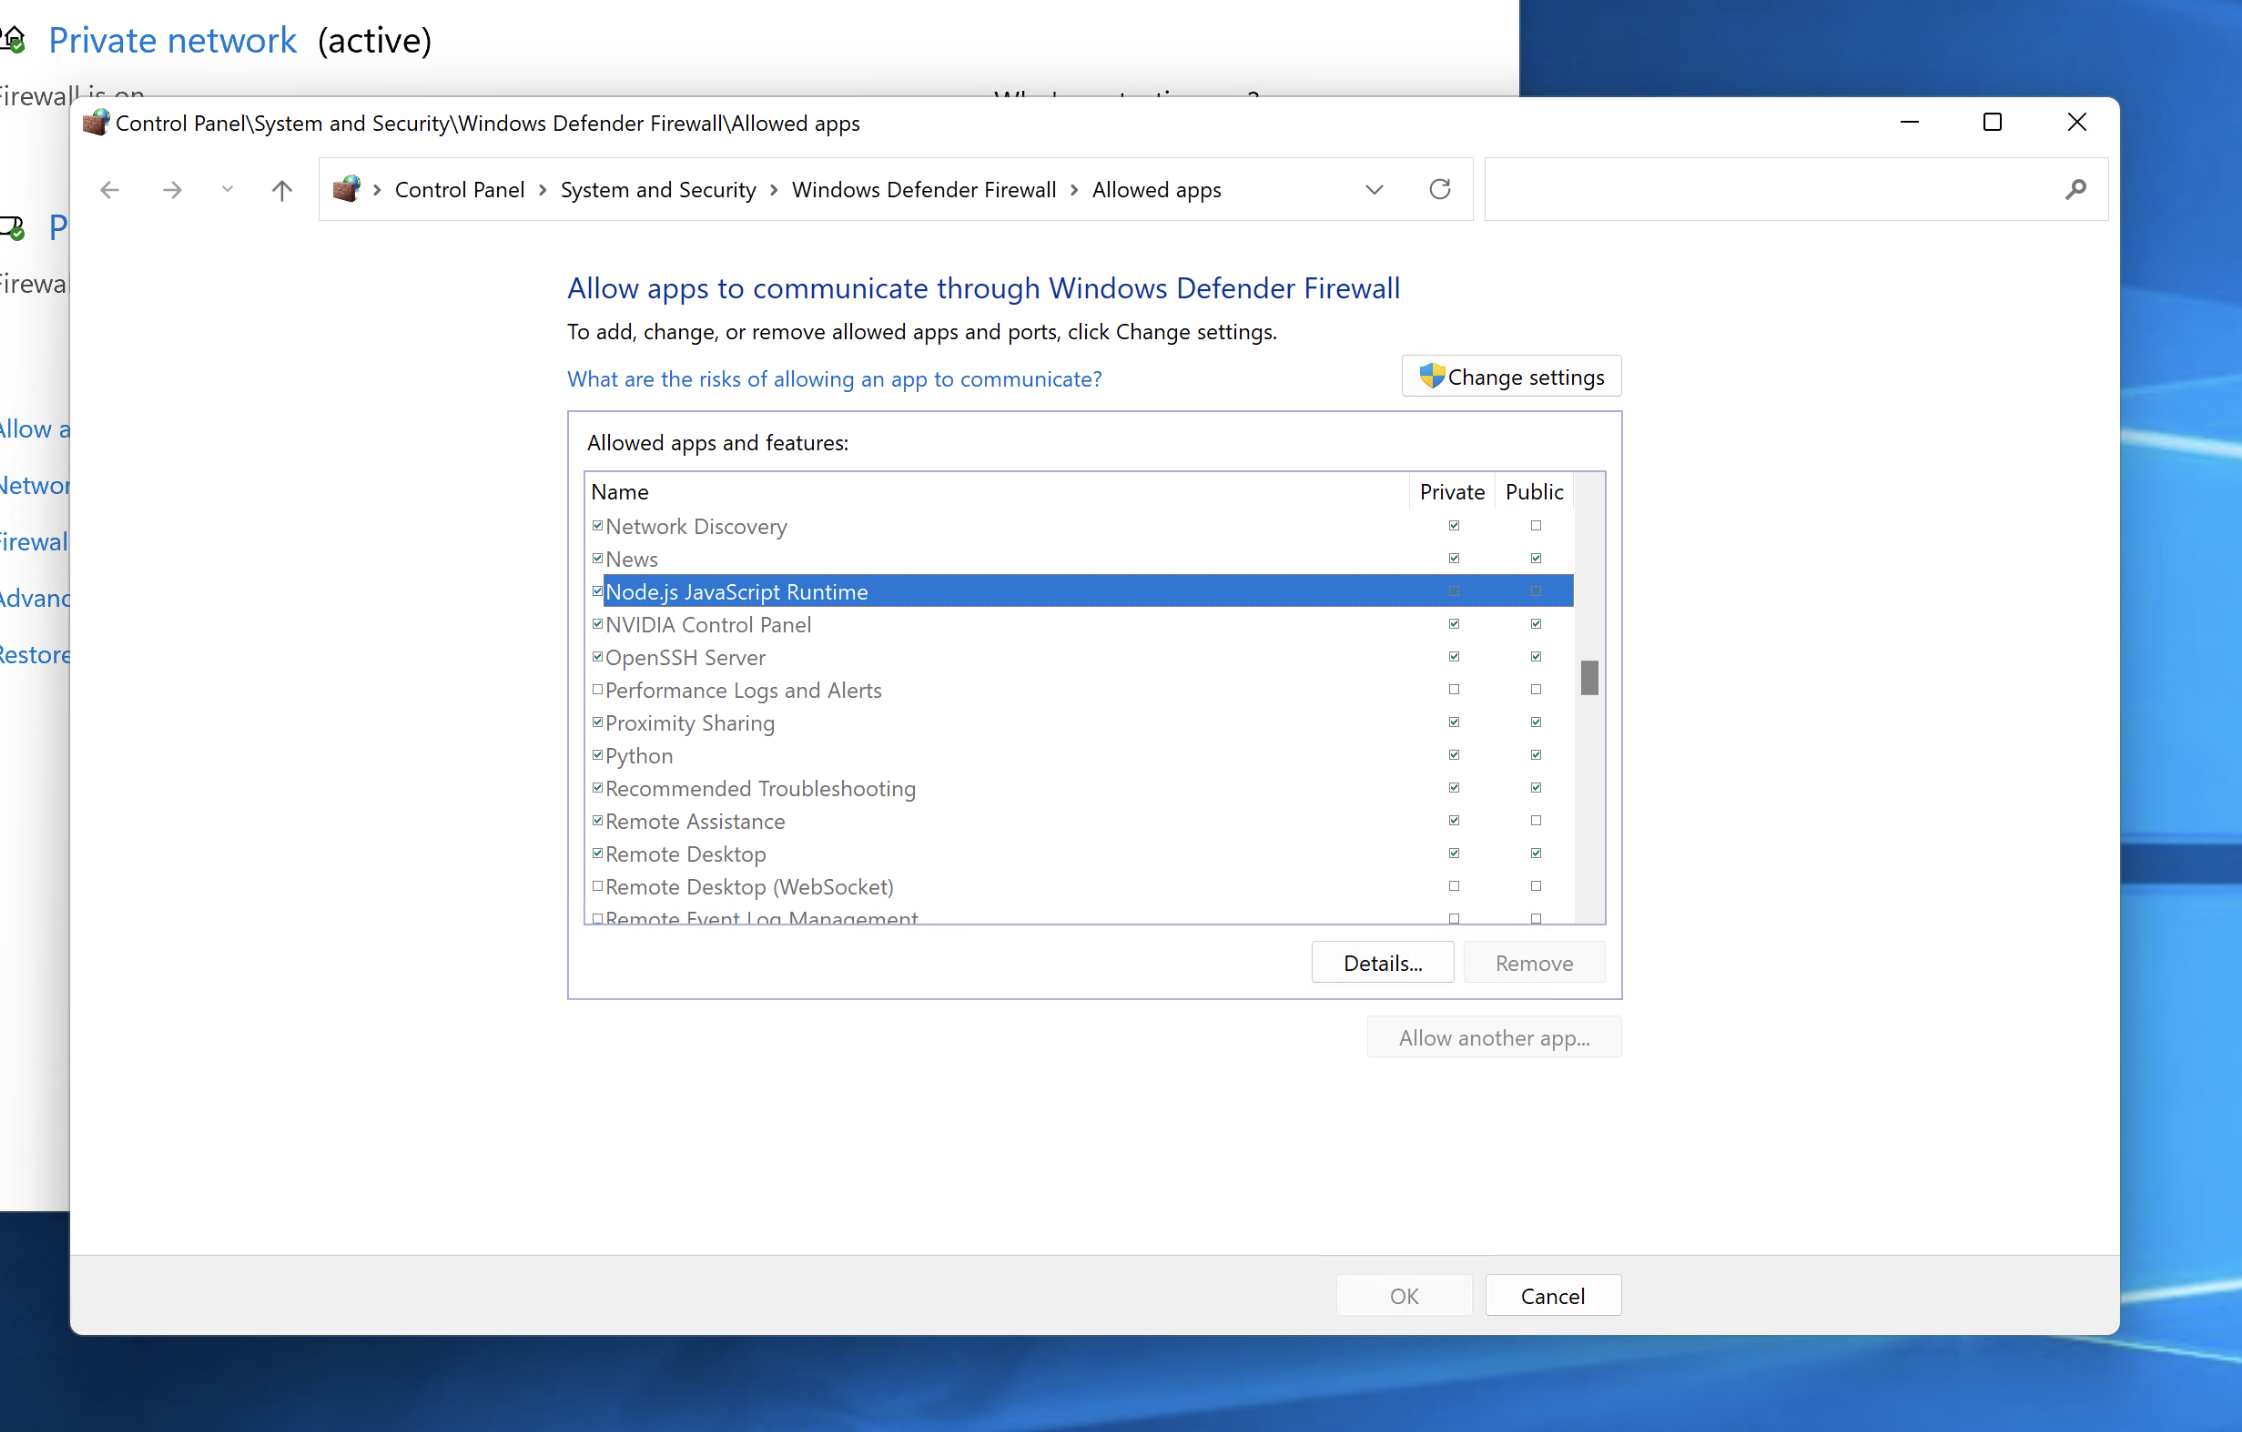 Private network (active)
Firewall is on
Control Panel\System and Security\Windows Defender Firewall\Allowed apps
Control Panel > System and Security > Windows Defender Firewall > Allowed apps
P
Firewal
Allow apps to communicate through Windows Defender Firewall
To add, change, or remove allowed apps and ports, click Change settings.
What are the risks of allowing an app to communicate?
Change settings
Allow a
Networ
Firewal
Advanc
Restore
Allowed apps and features:
Name Private Public
Network Discovery
News
Node.js JavaScript Runtime
NVIDIA Control Panel
OpenSSH Server
Performance Logs and Alerts
Proximity Sharing
Python
Recommended Troubleshooting
Remote Assistance
Remote Desktop
Remote Desktop (WebSocket)
Remote Event Log Management
Details... Remove
Allow another app...
OK Cancel